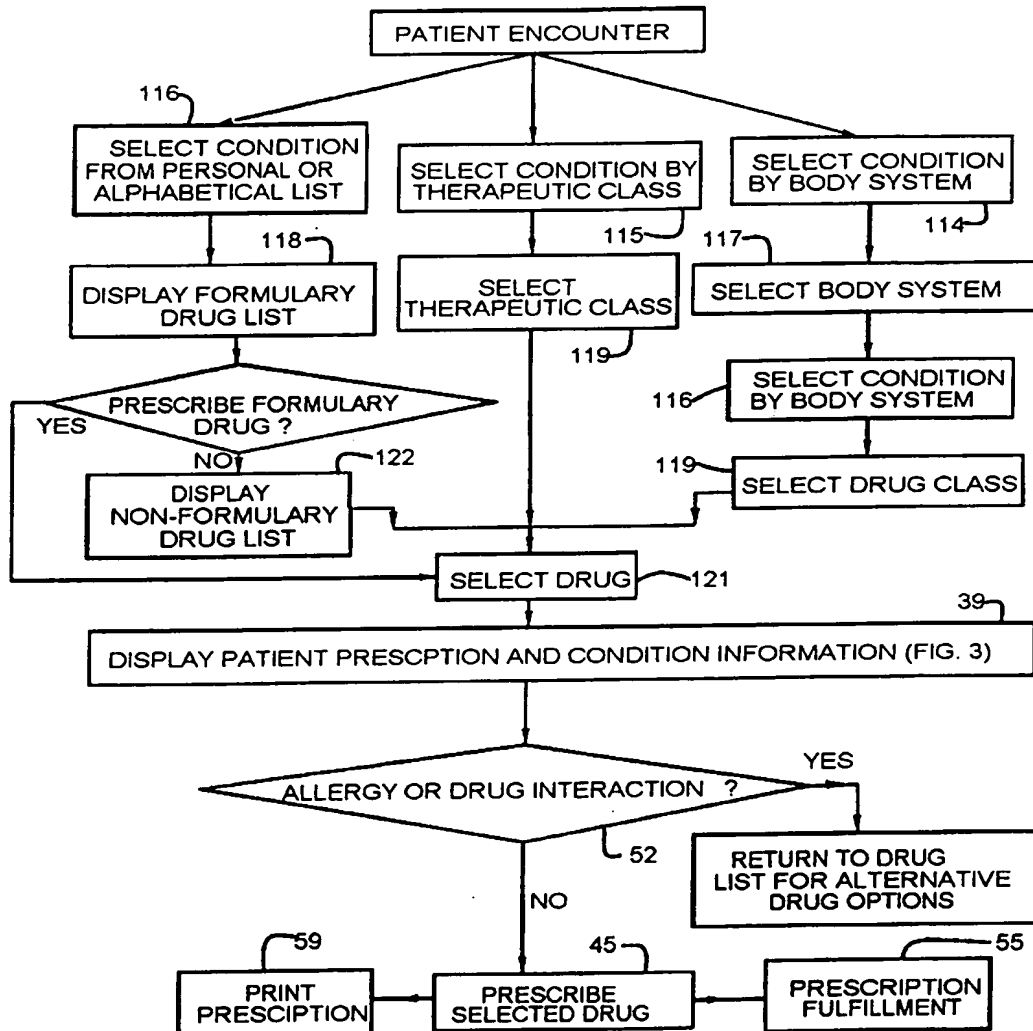 PATIENT ENCOUNTER
116
SELECT CONDITION
FROM PERSONAL OR
ALPHABETICAL LIST
SELECT CONDITION BY
THERAPEUTIC CLASS
115
SELECT CONDITION
BY BODY SYSTEM
114
118
DISPLAY FORMULARY
DRUG LIST
SELECT
THERAPEUTIC CLASS
119
117
SELECT BODY SYSTEM
116
SELECT CONDITION
BY BODY SYSTEM
PRESCRIBE FORMULARY
DRUG ?
YES
NO
122
DISPLAY
NON-FORMULARY
DRUG LIST
119
SELECT DRUG CLASS
SELECT DRUG
121
39
DISPLAY PATIENT PRESCPTION AND CONDITION INFORMATION (FIG. 3)
ALLERGY OR DRUG INTERACTION ?
YES
52
RETURN TO DRUG
LIST FOR ALTERNATIVE
DRUG OPTIONS
NO
59
PRINT
PRESCIPTION
45
PRESCRIBE
SELECTED DRUG
55
PRESCRIPTION
FULFILLMENT